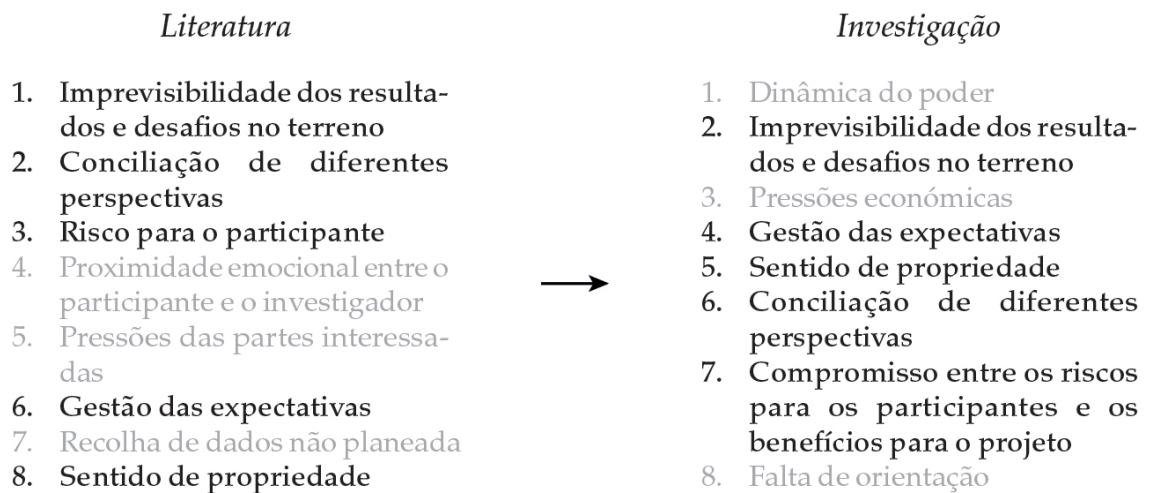 Literatura
1. Imprevisibilidade dos resulta-
dos e desafios no terreno
2. Conciliação de diferentes
perspectivas
3. Risco para o participante
4. Proximidade emocional entre o
participante e o investigador
5. Pressões das partes interessa-
das
6. Gestão das expectativas
7. Recolha de dados não planeada
8. Sentido de propriedade
Investigação
1. Dinâmica do poder
2. Imprevisibilidade dos resulta-
dos e desafios no terreno
3. Pressões económicas
4. Gestão das expectativas
5. Sentido de propriedade
6. Conciliação de diferentes
perspectivas
7. Compromisso entre os riscos
para os participantes e os
benefícios para o projeto
8. Falta de orientação